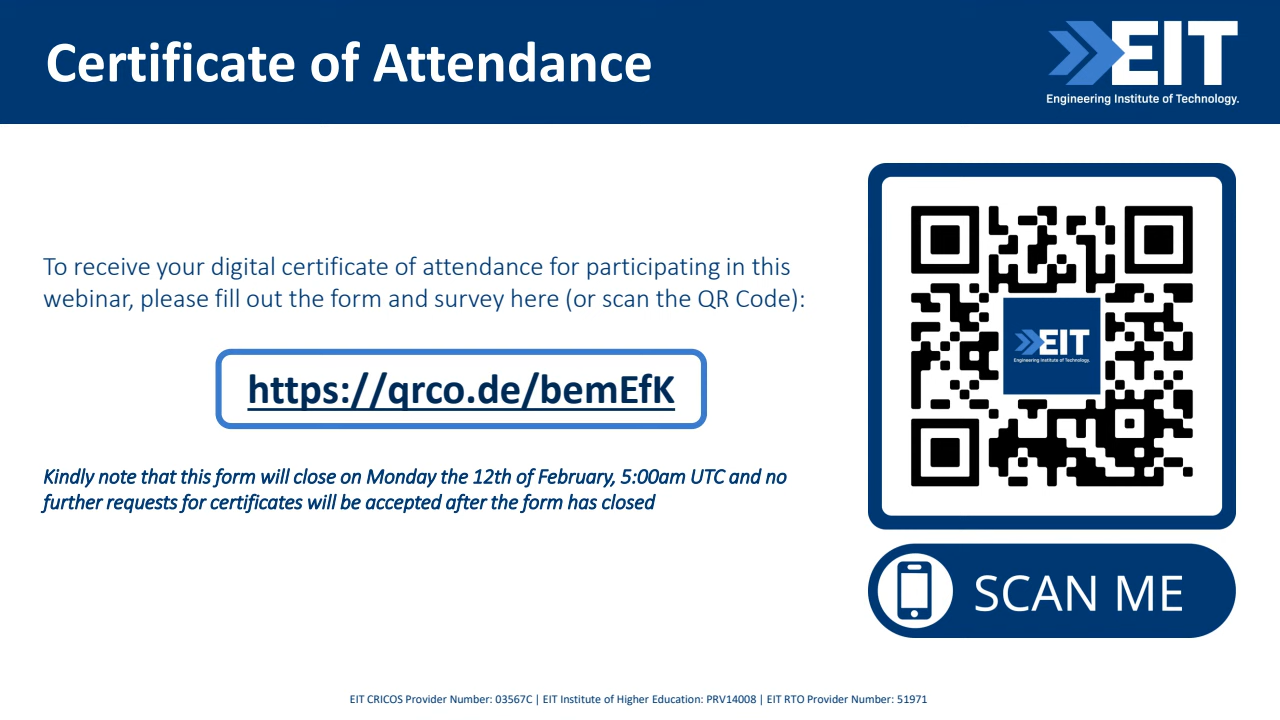 Certificate of Attendance
EIT
Engineering Institute of Technology.
To receive your digital certificate of attendance for participating in this
webinar, please fill out the form and survey here (or scan the QR Code):
https://qrco.de/bemEfK
Kindly note that this form will close on Monday the 12th of February, 5:00am UTC and no
further requests for certificates will be accepted after the form has closed
EIT
Engineering Institute of Technology.
SCAN ME
EIT CRICOS Provider Number: 03567C | EIT Institute of Higher Education: PRV14008 | EIT RTO Provider Number: 51971